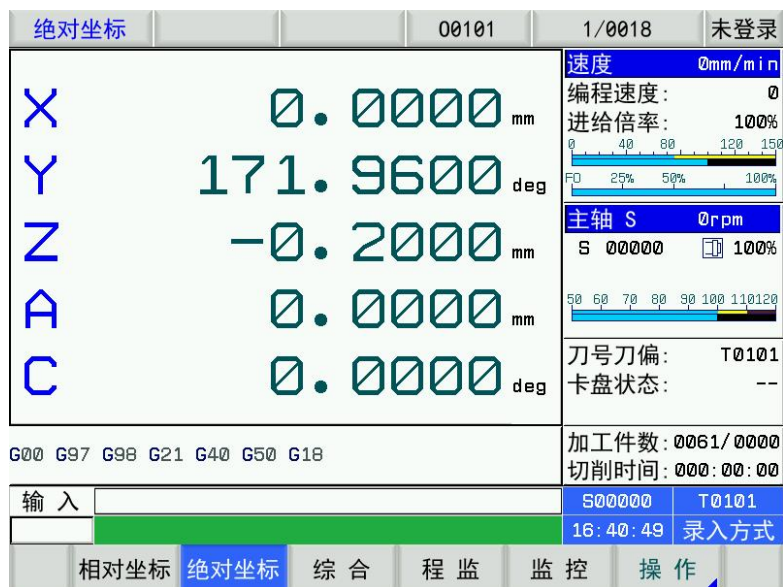 绝对坐标 O0101 1/0018 未登录
X 0.0000 mm
Y 171.9600 deg
Z -0.2000 mm
A 0.0000 mm
C 0.0000 deg
G00 G97 G98 G21 G40 G50 G18
速度 0mm/min
编程速度: 0
进给倍率: 100%
0 40 80 120 150
FO 25% 50% 100%
主轴 S 0rpm
S 00000 100%
50 60 70 80 90 100 110 120
刀号刀偏: T0101
卡盘状态: --
加工件数: 0061/0000
切削时间: 000:00:00
输 入
S00000 T0101
16:40:49 录入方式
相对坐标 绝对坐标 综 合 程 监 监 控 操 作